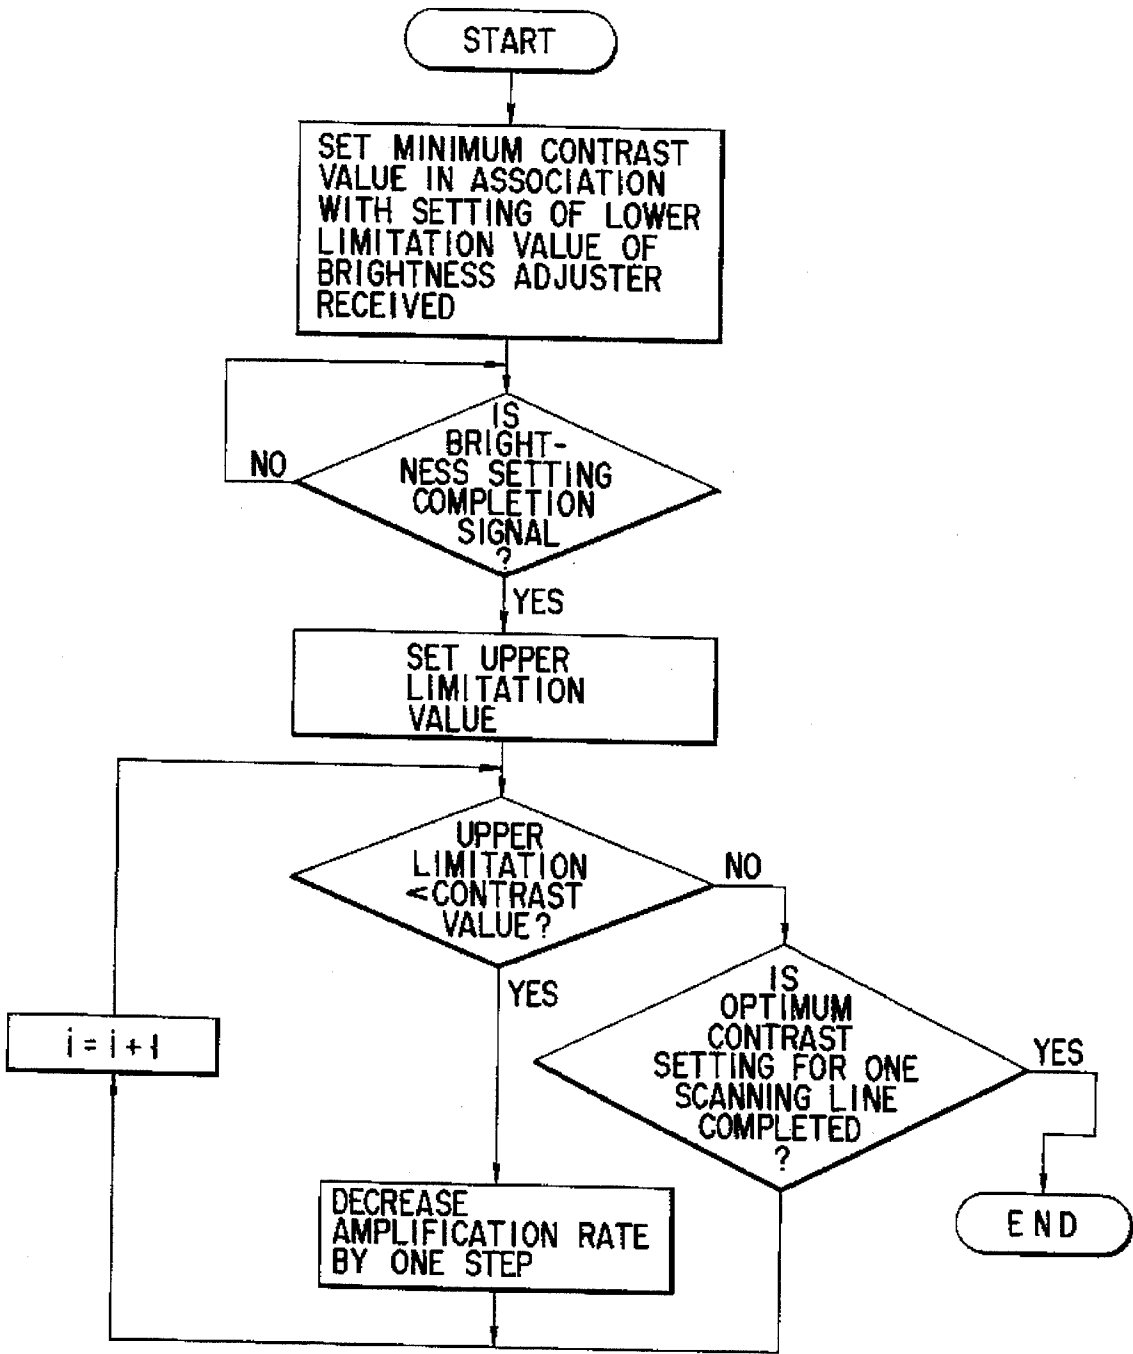 START
SET MINIMUM CONTRAST
VALUE IN ASSOCIATION
WITH SETTING OF LOWER
LIMITATION VALUE OF
BRIGHTNESS ADJUSTER
RECEIVED
IS
BRIGHT-
NESS SETTING
COMPLETION
SIGNAL
?
NO
YES
SET UPPER
LIMITATION
VALUE
UPPER
LIMITATION
<CONTRAST
VALUE?
NO
YES
IS
OPTIMUM
CONTRAST
SETTING FOR ONE
SCANNING LINE
COMPLETED
?
YES
i = i + 1
DECREASE
AMPLIFICATION RATE
BY ONE STEP
END